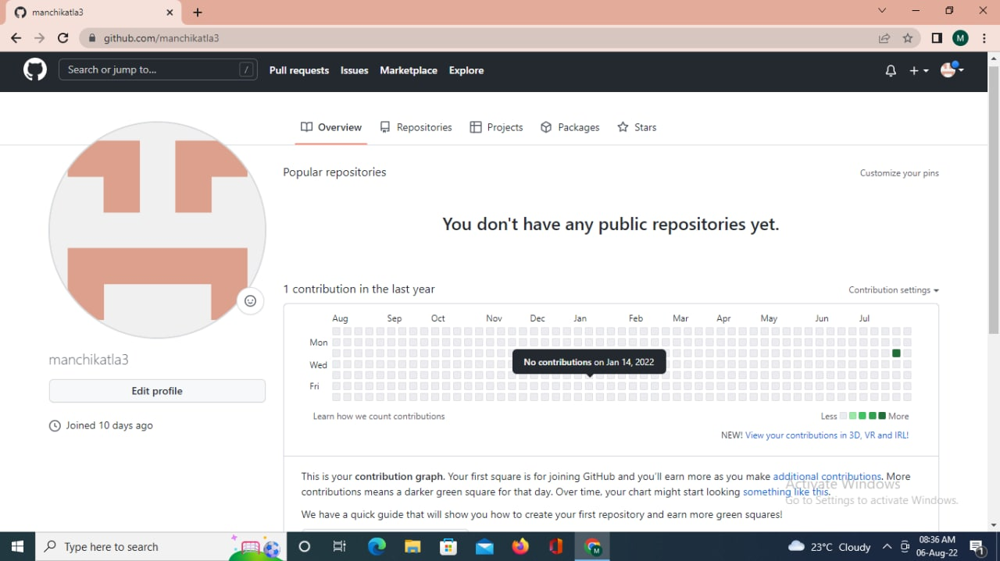 manchikatla3
github.com/manchikatla3
M
Search or jump to...
/
Pull requests
Issues
Marketplace
Explore
Overview
Repositories
Projects
Packages
Stars
Popular repositories
Customize your pins
You don't have any public repositories yet.
1 contribution in the last year
Contribution settings
Aug Sep Oct Nov Dec Jan Feb Mar Apr May Jun Jul
Mon
Wed
Fri
No contributions on Jan 14, 2022
Learn how we count contributions
Less
More
NEW! View your contributions in 3D, VR and IRL!
manchikatla3
Edit profile
Joined 10 days ago
This is your contribution graph. Your first square is for joining GitHub and you'll earn more as you make additional contributions. More
contributions means a darker green square for that day. Over time, your chart might start looking something like this.
We have a quick guide that will show you how to create your first repository and earn more green squares!
Activate Windows
Go to Settings to activate Windows.
Type here to search
M
23°C Cloudy
08:36 AM
06-Aug-22
1